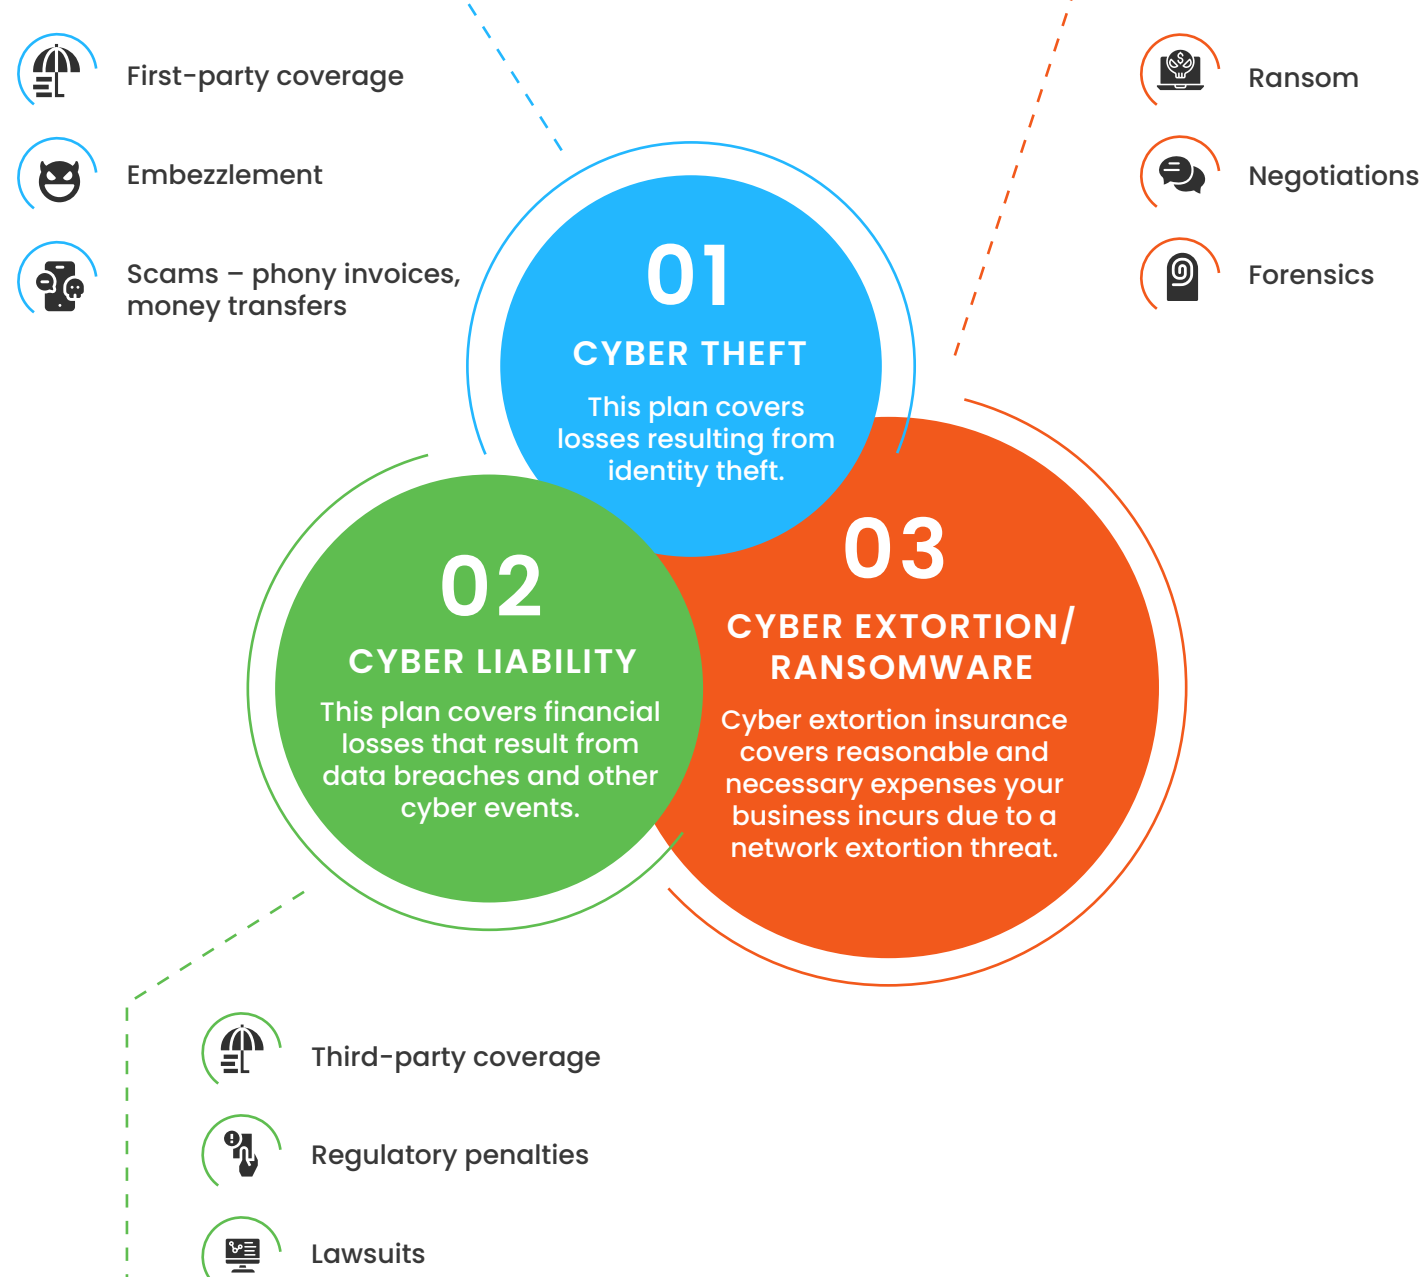 First-party coverage
Embezzlement
Scams – phony invoices,
money transfers
Ransom
Negotiations
Forensics
01
CYBER THEFT
This plan covers
losses resulting from
identity theft.
02
CYBER LIABILITY
This plan covers financial
losses that result from
data breaches and other
cyber events.
03
CYBER EXTORTION/
RANSOMWARE
Cyber extortion insurance
covers reasonable and
necessary expenses your
business incurs due to a
network extortion threat.
Third-party coverage
Regulatory penalties
Lawsuits